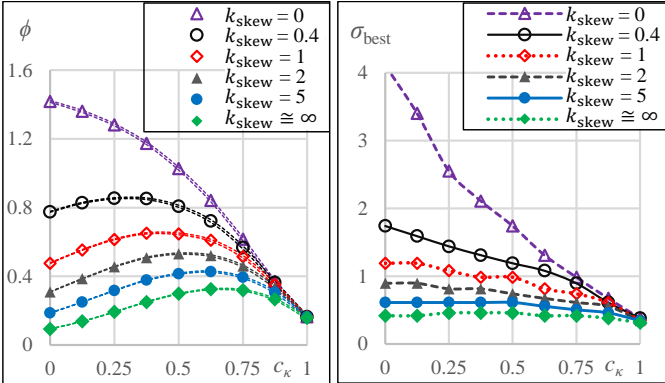 ϕ
k_skew = 0
k_skew = 0.4
k_skew = 1
k_skew = 2
k_skew = 5
k_skew ≅ ∞
1.6
1.2
0.8
0.4
0
0 0.25 0.5 0.75 c_κ 1
σ_best
k_skew = 0
k_skew = 0.4
k_skew = 1
k_skew = 2
k_skew = 5
k_skew ≅ ∞
4
2
0
0 0.25 0.5 0.75 c_κ 1